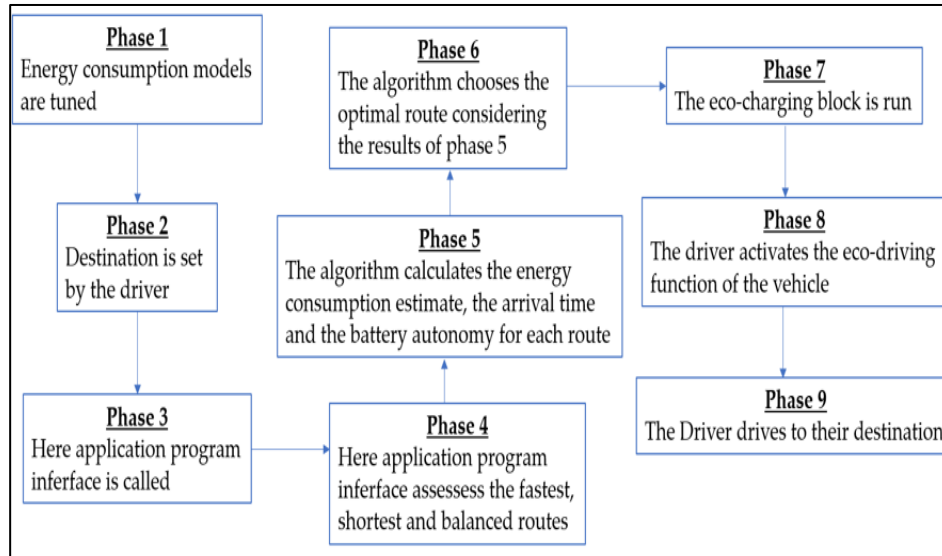 Phase 1
Energy consumption models
are tuned
Phase 2
Destination is set
by the driver
Phase 3
Here application program
inferface is called
Phase 4
Here application program
inferface assessess the fastest,
shortest and balanced routes
Phase 5
The algorithm calculates the energy
consumption estimate, the arrival time
and the battery autonomy for each route
Phase 6
The algorithm chooses the
optimal route considering
the results of phase 5
Phase 7
The eco-charging block is run
Phase 8
The driver activates the eco-driving
function of the vehicle
Phase 9
The Driver drives to their destination